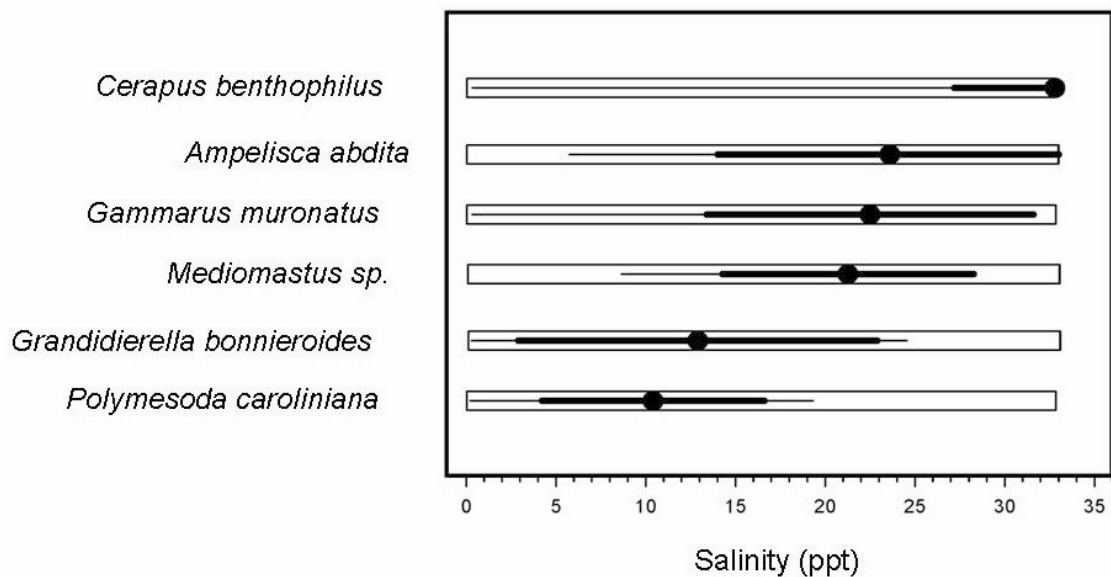 Cerapus benthophilus
Ampelisca abdita
Gammarus muronatus
Mediomastus sp.
Grandidierella bonnieroides
Polymesoda caroliniana
0 5 10 15 20 25 30 35
Salinity (ppt)